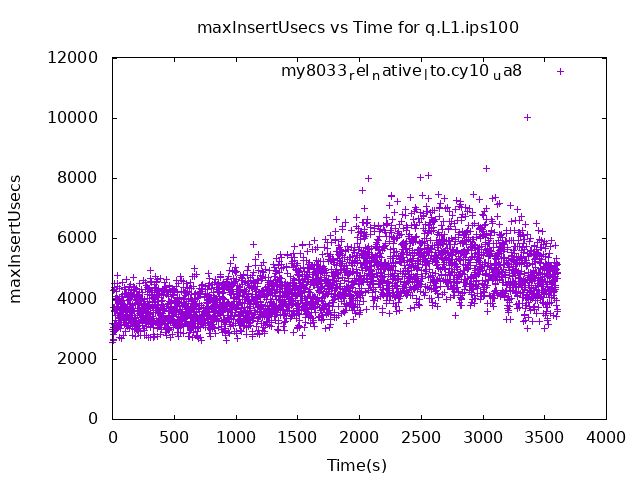 maxInsertUsecs vs Time for q.L1.ips100
my8033relnativelto.cy10ua8
maxInsertUsecs
12000
10000
8000
6000
4000
2000
0
0 500 1000 1500 2000 2500 3000 3500 4000
Time(s)